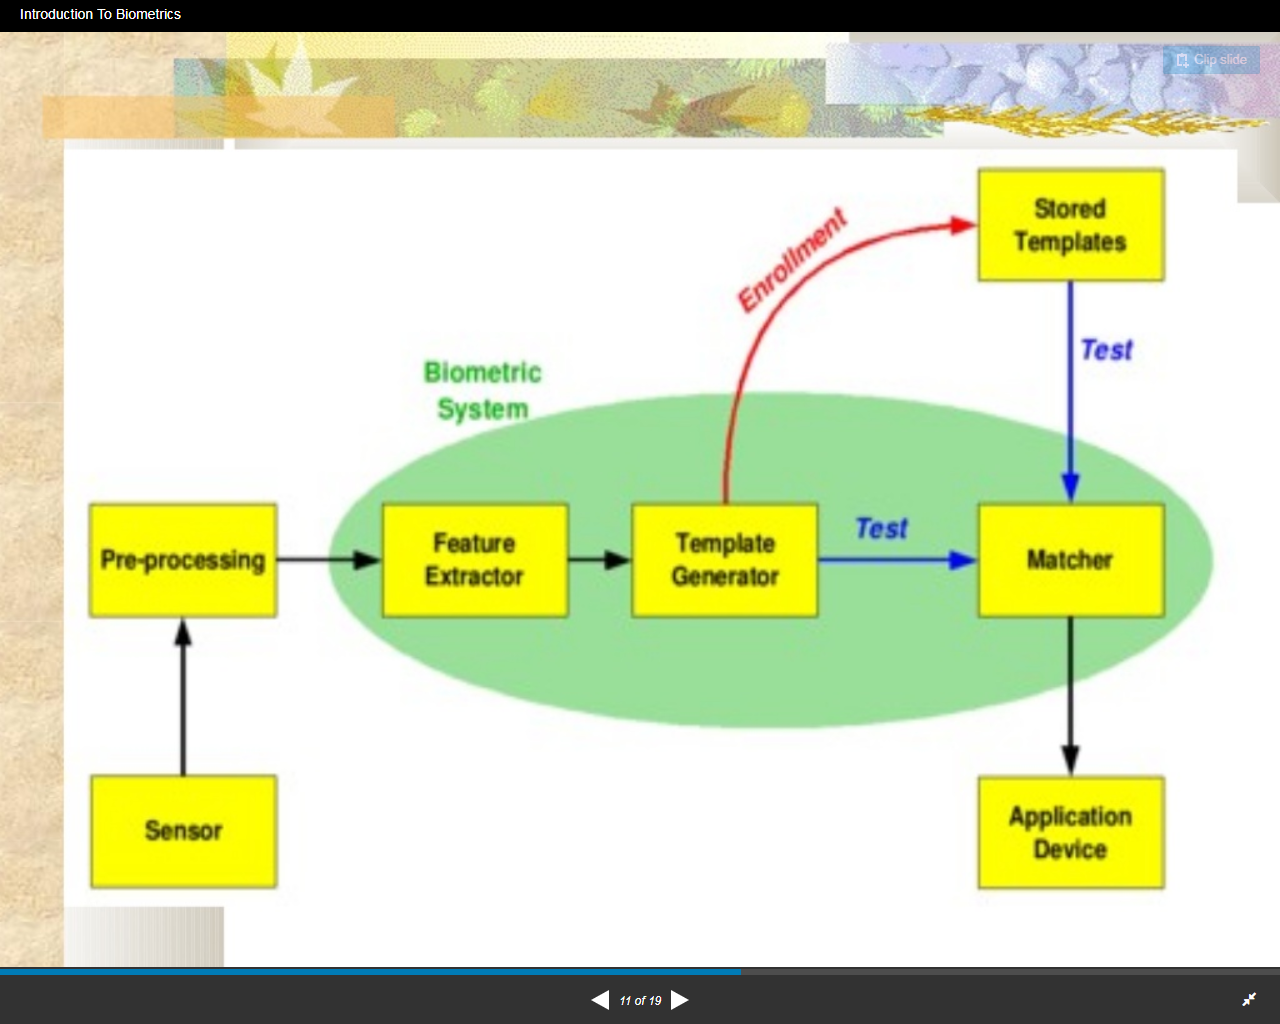 Introduction To Biometrics
Clip slide
Stored
Templates
Enrollment
Test
Biometric
System
Pre-processing
Feature
Extractor
Template
Generator
Test
Matcher
Sensor
Application
Device
11 of 19